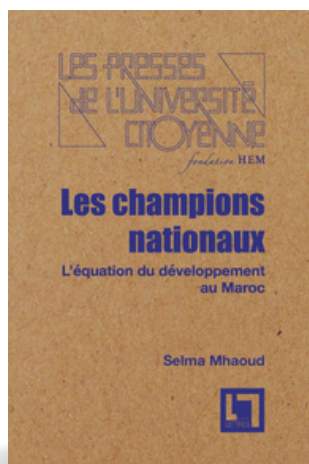 LES PRESSES
de L'UNIVERSITÉ
CITOYENNE
fondation HEM
Les champions
nationaux
L'équation du développement
au Maroc
Selma Mhaoud